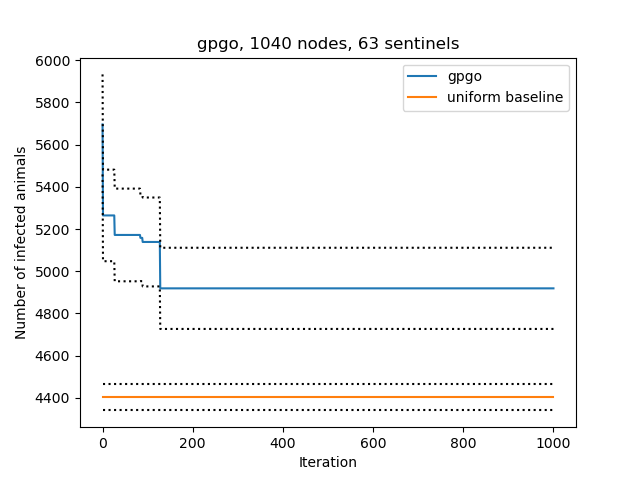 gpgo, 1040 nodes, 63 sentinels
gpgo
uniform baseline
Number of infected animals
6000
5800
5600
5400
5200
5000
4800
4600
4400
0 200 400 600 800 1000
Iteration